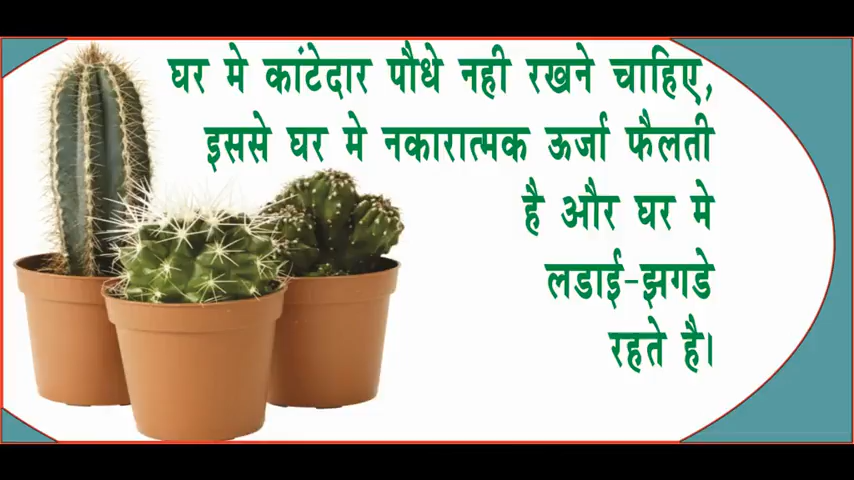 घर मे कांटेदार पौधे नही रखने चाहिए,
इससे घर मे नकारात्मक ऊर्जा फैलती
है और घर मे
लडाई-झगडे
रहते है।